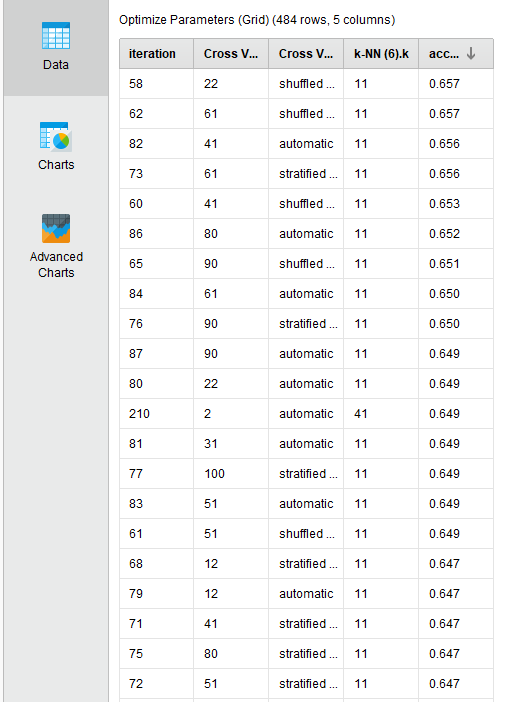 Optimize Parameters (Grid) (484 rows, 5 columns)
Data
Charts
Advanced
Charts
iteration Cross V... Cross V... k-NN (6).k acc... ↓
58 22 shuffled ... 11 0.657
62 61 shuffled ... 11 0.657
82 41 automatic 11 0.656
73 61 stratified ... 11 0.656
60 41 shuffled ... 11 0.653
86 80 automatic 11 0.652
65 90 shuffled ... 11 0.651
84 61 automatic 11 0.650
76 90 stratified ... 11 0.650
87 90 automatic 11 0.649
80 22 automatic 11 0.649
210 2 automatic 41 0.649
81 31 automatic 11 0.649
77 100 stratified ... 11 0.649
83 51 automatic 11 0.649
61 51 shuffled ... 11 0.649
68 12 stratified ... 11 0.647
79 12 automatic 11 0.647
71 41 stratified ... 11 0.647
75 80 stratified ... 11 0.647
72 51 stratified ... 11 0.647